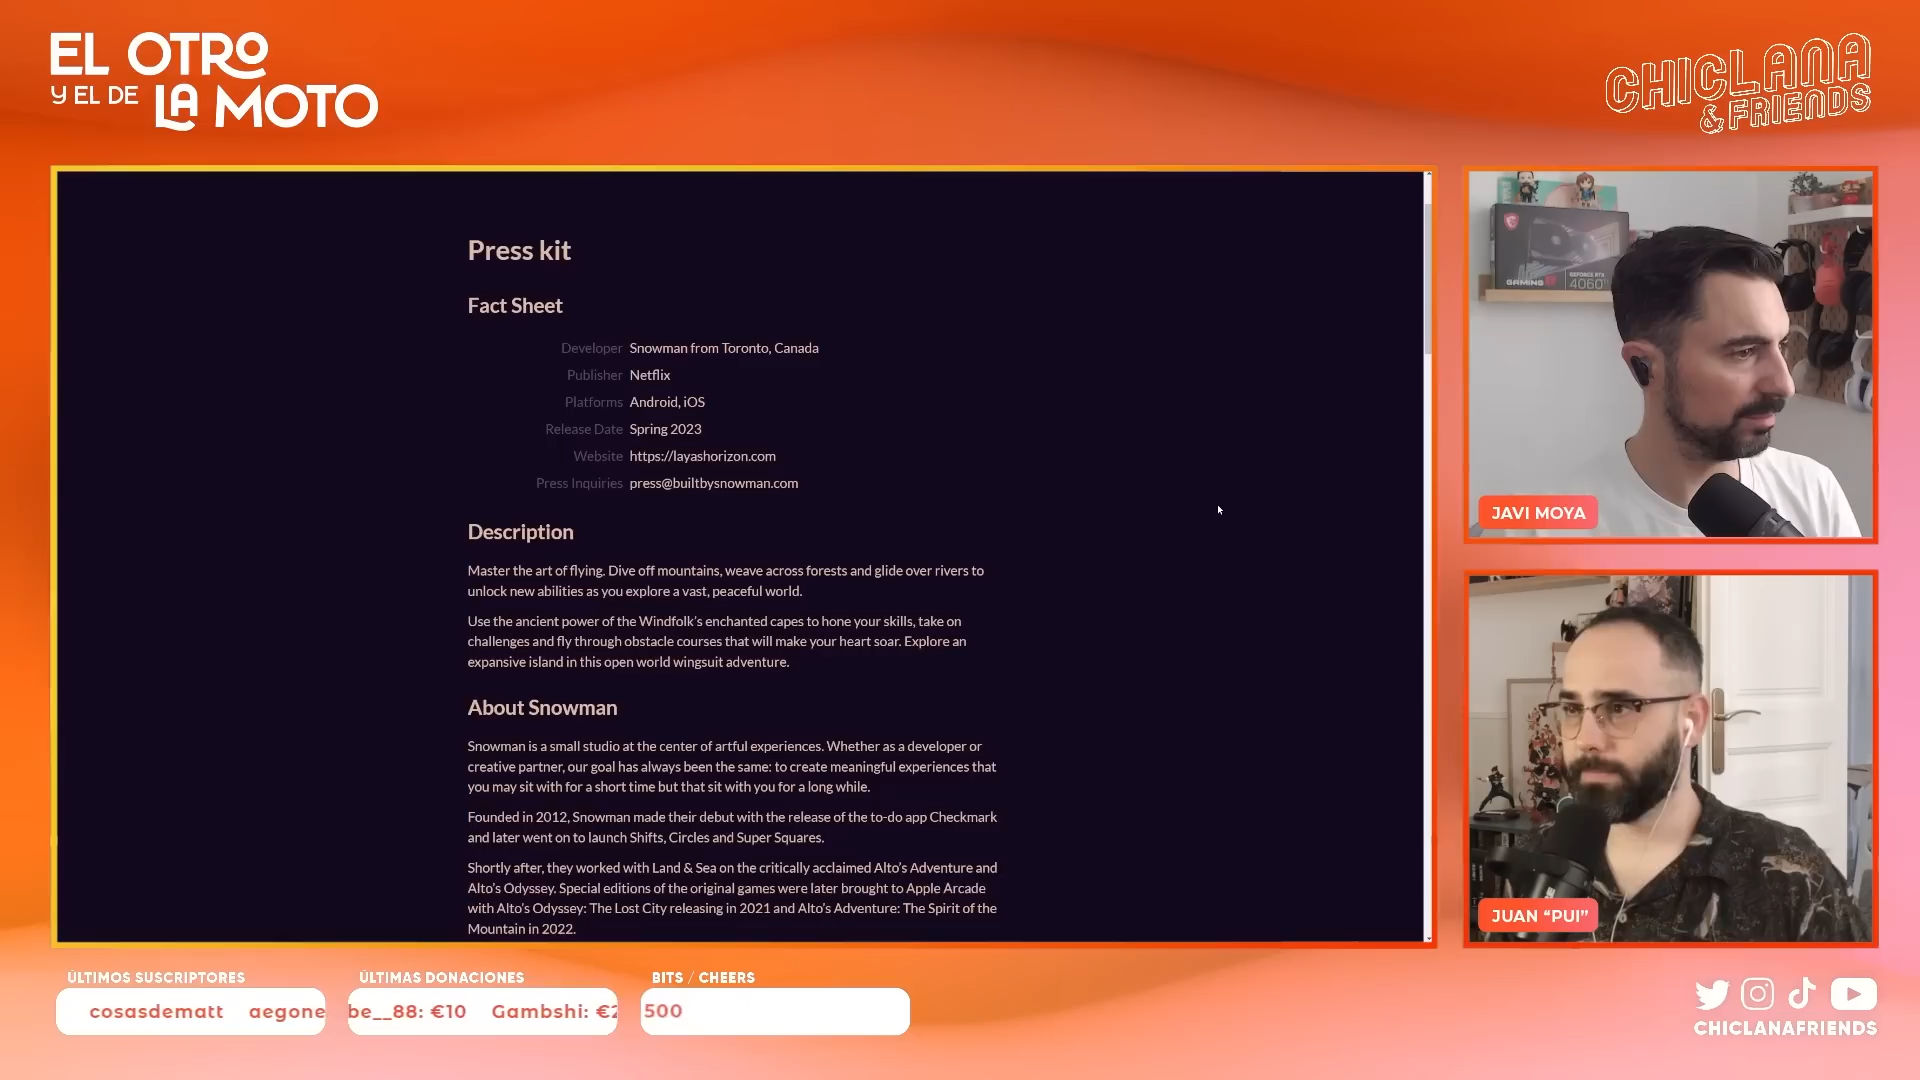 EL OTRO
Y EL DE LA MOTO
CHICLANA
& FRIENDS
Press kit
Fact Sheet
Developer Snowman from Toronto, Canada
Publisher Netflix
Platforms Android, iOS
Release Date Spring 2023
Website https://layashorizon.com
Press Inquiries press@builtbysnowman.com
Description
Master the art of flying. Dive off mountains, weave across forests and glide over rivers to
unlock new abilities as you explore a vast, peaceful world.
Use the ancient power of the Windfolk’s enchanted capes to hone your skills, take on
challenges and fly through obstacle courses that will make your heart soar. Explore an
expansive island in this open world wingsuit adventure.
About Snowman
Snowman is a small studio at the center of artful experiences. Whether as a developer or
creative partner, our goal has always been the same: to create meaningful experiences that
you may sit with for a short time but that sit with you for a long while.
Founded in 2012, Snowman made their debut with the release of the to-do app Checkmark
and later went on to launch Shifts, Circles and Super Squares.
Shortly after, they worked with Land & Sea on the critically acclaimed Alto’s Adventure and
Alto’s Odyssey. Special editions of the original games were later brought to Apple Arcade
with Alto’s Odyssey: The Lost City releasing in 2021 and Alto’s Adventure: The Spirit of the
Mountain in 2022.
GEFORCE RTX
4060
GAMING
JAVI MOYA
JUAN “PUI”
ÚLTIMOS SUSCRIPTORES
cosasdematt aegone
ÚLTIMAS DONACIONES
be__88: €10 Gambshi: €2
BITS / CHEERS
500
CHICLANAFRIENDS